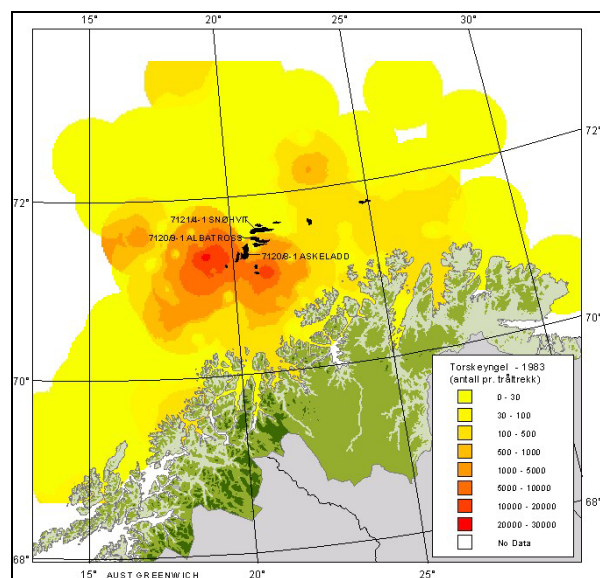 15°
20°
25°
30°
72°
72°
7121/4-1 SNØHVIT
7120/9-1 ALBATROSS
7120/8-1 ASKELADD
70°
70°
Torskeyngel - 1983
(antall pr. tråltrekk)
0 - 30
30 - 100
100 - 500
500 - 1000
1000 - 5000
5000 - 10000
10000 - 20000
20000 - 30000
No Data
68°
68°
15° AUST GREENWICH 20° 25°